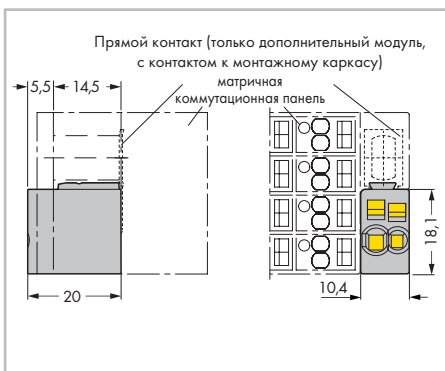 Прямой контакт (только дополнительный модуль,
с контактом к монтажному каркасу)
матричная
коммутационная панель
5,5
14,5
20
10,4
18,1